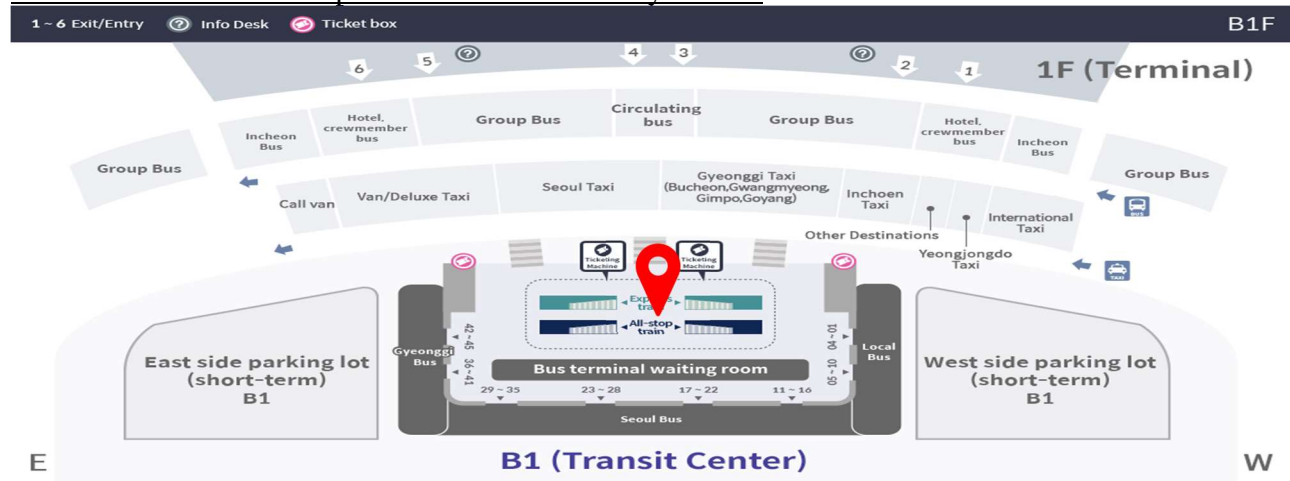 1 ~ 6 Exit/Entry ? Info Desk Ticket box B1F
6 5 ? 4 3 ? 2 1
1F (Terminal)
Group Bus
Incheon
Bus
Hotel,
crewmember
bus
Group Bus
Circulating
bus
Group Bus
Hotel,
crewmember
bus
Incheon
Bus
Group Bus
BUS
Call van
Van/Deluxe Taxi
Seoul Taxi
Gyeonggi Taxi
(Bucheon,Gwangmyeong,
Gimpo,Goyang)
Inchoen
Taxi
Other Destinations
Yeongjongdo
Taxi
International
Taxi
TAXI
Ticketing
Machine
Ticketing
Machine
All-stop
train
East side parking lot
(short-term)
B1
Gyeonggi
Bus
42 ~ 45
36 ~ 41
Bus terminal waiting room
29 ~ 35 23 ~ 28 17 ~ 22 11 ~ 16
01 ~ 04
05 ~ 10
Local
Bus
Seoul Bus
West side parking lot
(short-term)
B1
E B1 (Transit Center) W